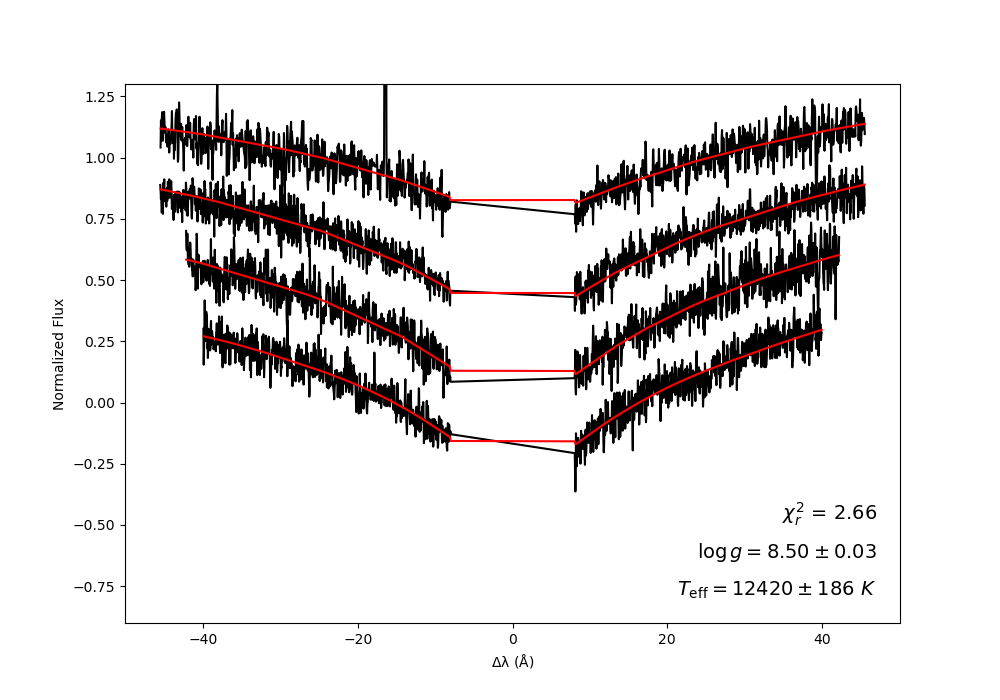 1.25
1.00
0.75
0.50
0.25
0.00
−0.25
−0.50
−0.75
Normalized Flux
χ²ᵣ = 2.66
log g = 8.50 ± 0.03
T_eff = 12420 ± 186 K
−40 −20 0 20 40
Δλ (Å)